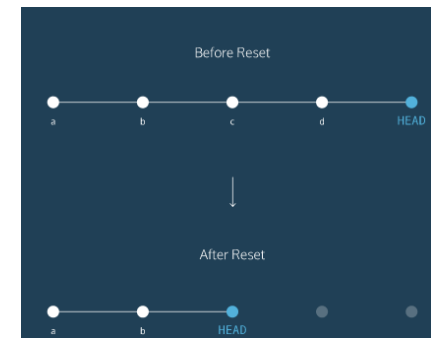 Before Reset
a b c d HEAD
After Reset
a b HEAD